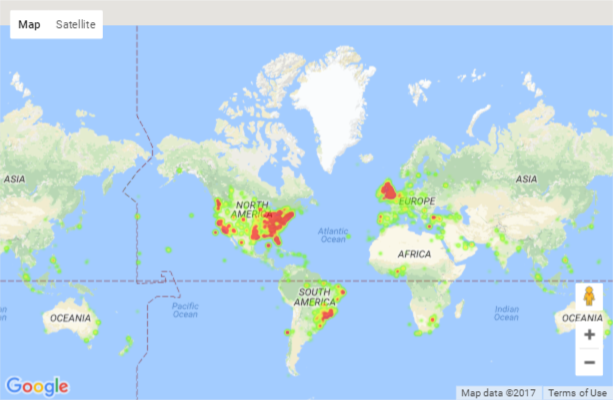 Map Satellite
ASIA
NORTH
AMERICA
EUROPE
ASIA
Atlantic
Ocean
AFRICA
SOUTH
AMERICA
Pacific
Ocean
Indian
Ocean
OCEANIA
OCEANIA
Google
Map data ©2017 Terms of Use